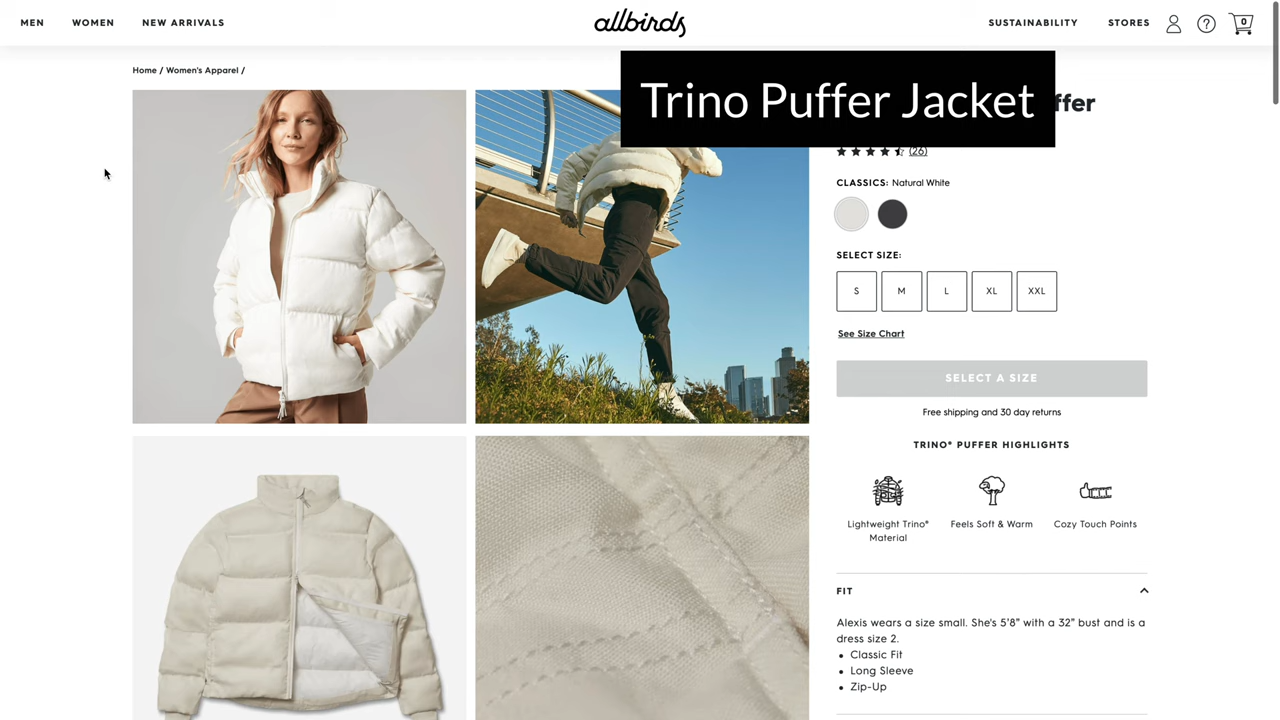 MEN WOMEN NEW ARRIVALS allbirds SUSTAINABILITY STORES 0
Home / Women's Apparel /
Trino Puffer Jacket
(26)
CLASSICS: Natural White
SELECT SIZE:
S M L XL XXL
See Size Chart
SELECT A SIZE
Free shipping and 30 day returns
TRINO® PUFFER HIGHLIGHTS
Lightweight Trino® Material
Feels Soft & Warm
Cozy Touch Points
FIT
Alexis wears a size small. She's 5'8" with a 32" bust and is a
dress size 2.
• Classic Fit
• Long Sleeve
• Zip-Up